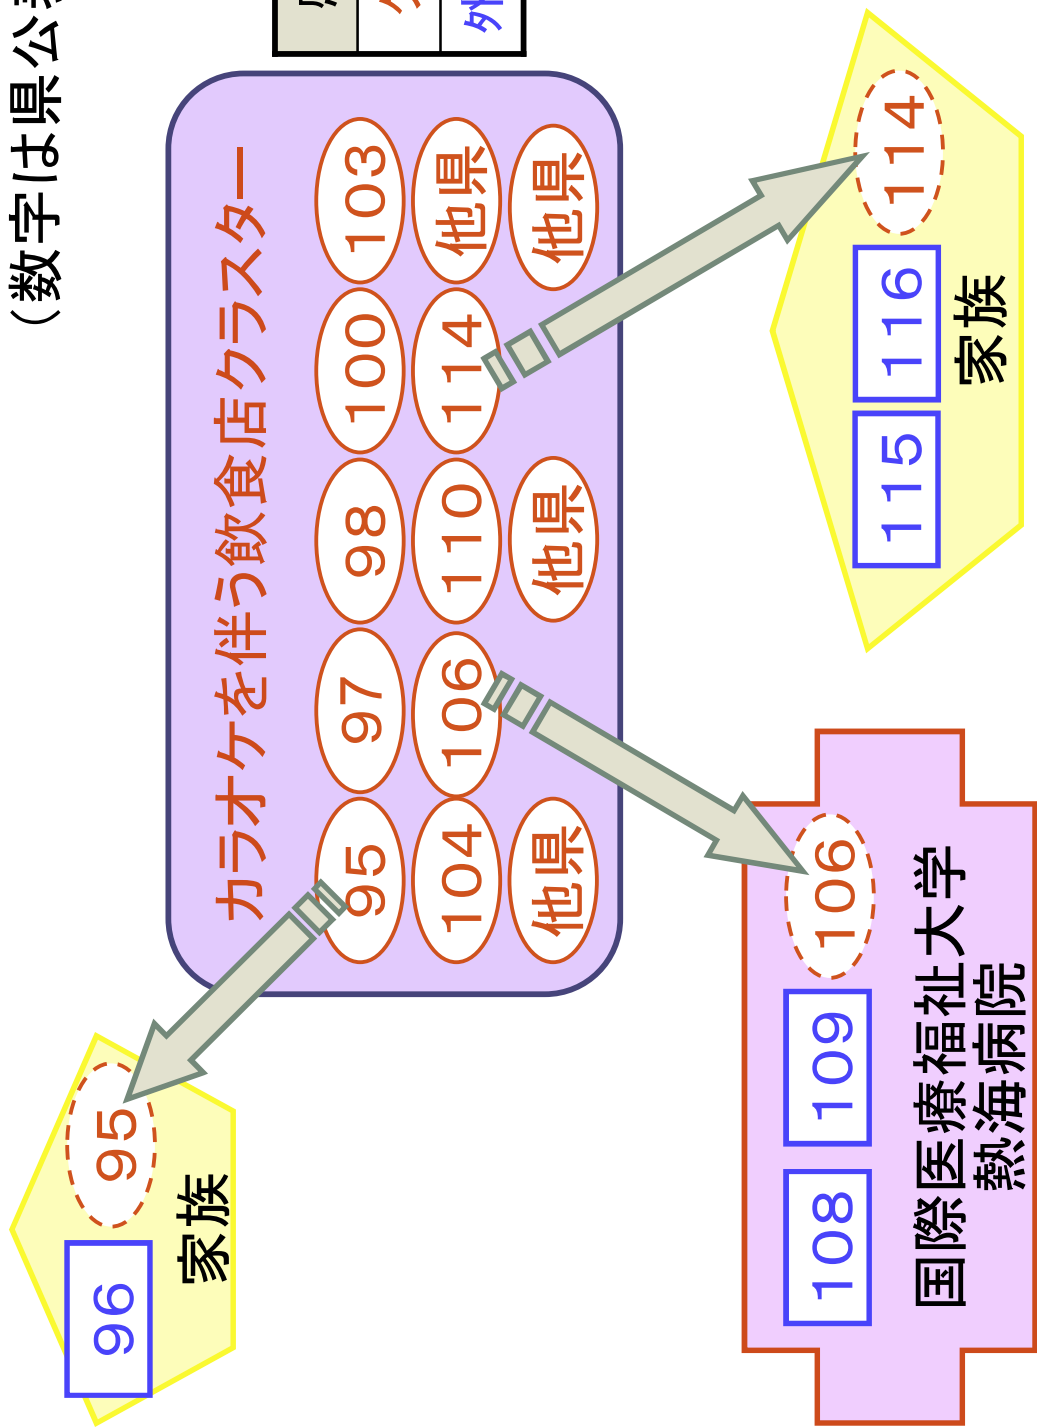 （数字は県公
外
カラオケを伴う飲食店クラスター
95 97 98 100 103
104 106 110 114 他県
他県 他県 他県
96 95
家族
108 109 106
国際医療福祉大学
熱海病院
115 116 114
家族